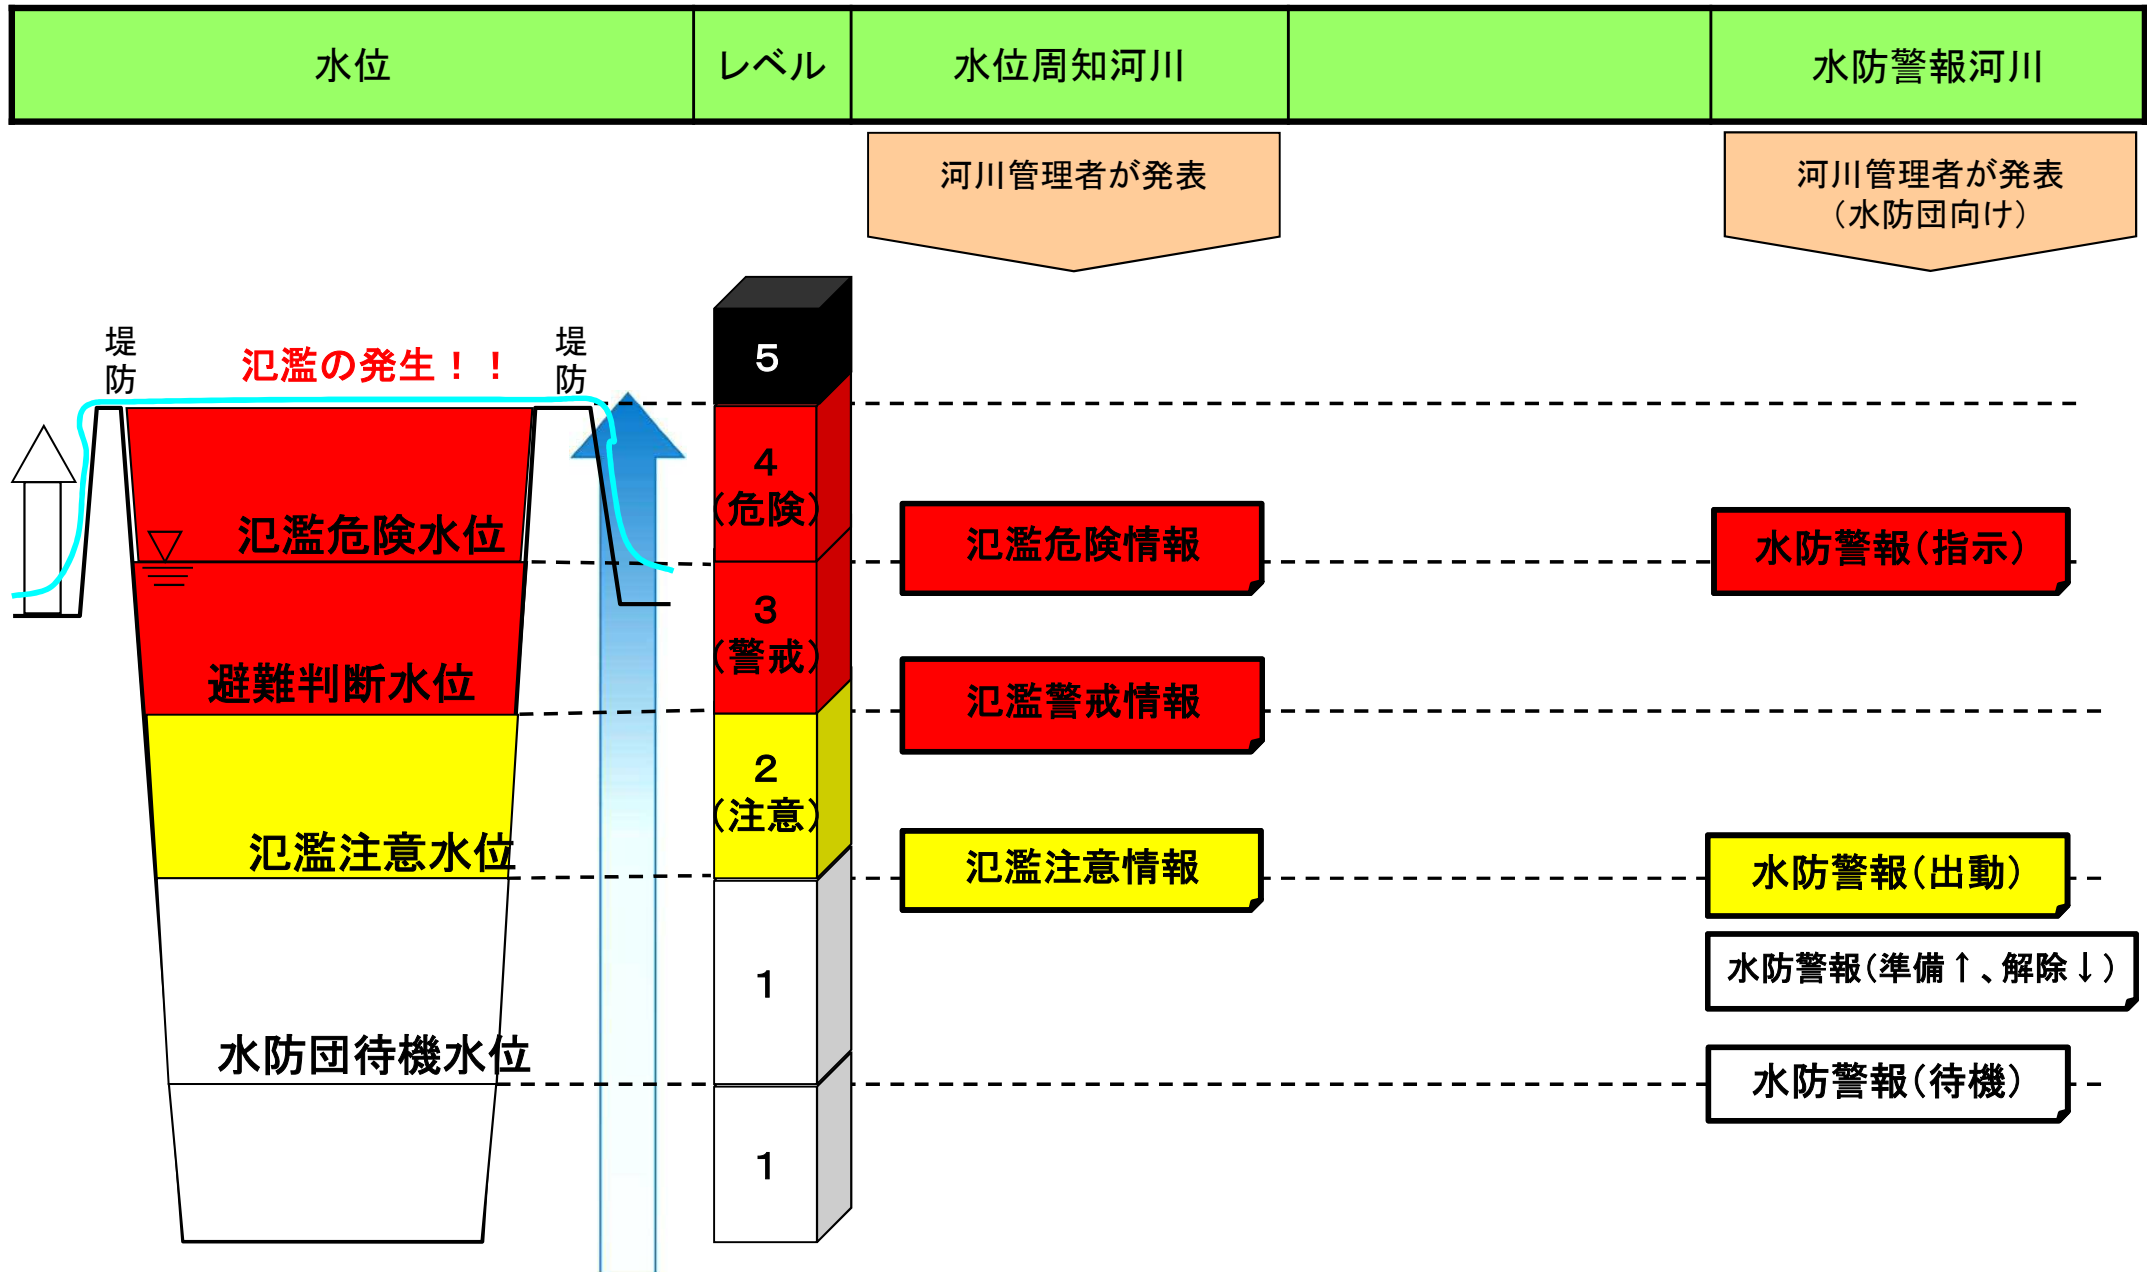 水位
レベル
水位周知河川
水防警報河川
河川管理者が発表
河川管理者が発表
（水防団向け）
堤防
氾濫の発生！！
堤防
5
4
（危険）
氾濫危険水位
氾濫危険情報
水防警報（指示）
3
（警戒）
避難判断水位
氾濫警戒情報
2
（注意）
氾濫注意水位
氾濫注意情報
水防警報（出動）
水防警報（準備↑、解除↓）
1
水防団待機水位
水防警報（待機）
1